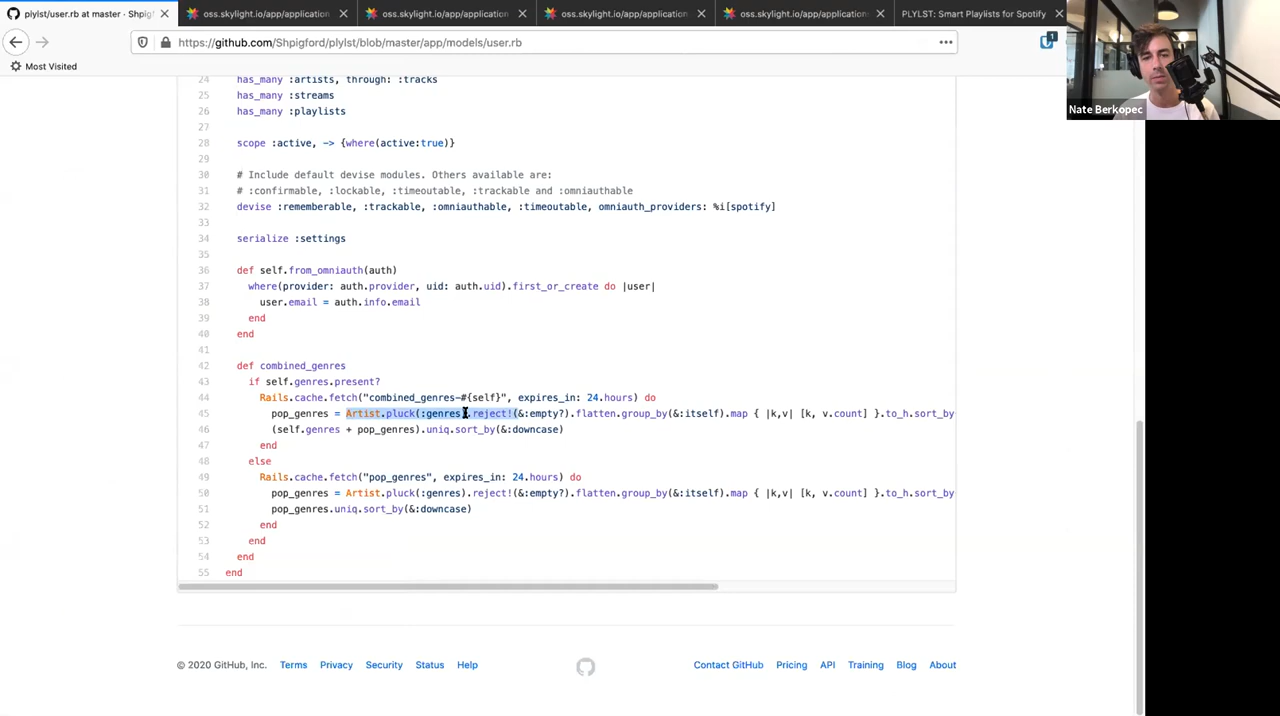 piylst/user.rb at master · Shpigf
oss.skylight.io/app/application
oss.skylight.io/app/application
oss.skylight.io/app/application
oss.skylight.io/app/application:
PLYLST: Smart Playlists for Spotify
https://github.com/Shpigford/plylst/blob/master/app/models/user.rb
1
Most Visited
Nate Berkopec
24 has_many :artists, through: :tracks
25 has_many :streams
26 has_many :playlists
27
28 scope :active, -> {where(active:true)}
29
30 # Include default devise modules. Others available are:
31 # :confirmable, :lockable, :timeoutable, :trackable and :omniauthable
32 devise :rememberable, :trackable, :omniauthable, :timeoutable, omniauth_providers: %i[spotify]
33
34 serialize :settings
35
36 def self.from_omniauth(auth)
37 where(provider: auth.provider, uid: auth.uid).first_or_create do |user|
38 user.email = auth.info.email
39 end
40 end
41
42 def combined_genres
43 if self.genres.present?
44 Rails.cache.fetch("combined_genres-#{self}", expires_in: 24.hours) do
45 pop_genres = Artist.pluck(:genres).reject!(&:empty?).flatten.group_by(&:itself).map { |k,v| [k, v.count] }.to_h.sort_by
46 (self.genres + pop_genres).uniq.sort_by(&:downcase)
47 end
48 else
49 Rails.cache.fetch("pop_genres", expires_in: 24.hours) do
50 pop_genres = Artist.pluck(:genres).reject!(&:empty?).flatten.group_by(&:itself).map { |k,v| [k, v.count] }.to_h.sort_by
51 pop_genres.uniq.sort_by(&:downcase)
52 end
53 end
54 end
55 end
© 2020 GitHub, Inc. Terms Privacy Security Status Help Contact GitHub Pricing API Training Blog About